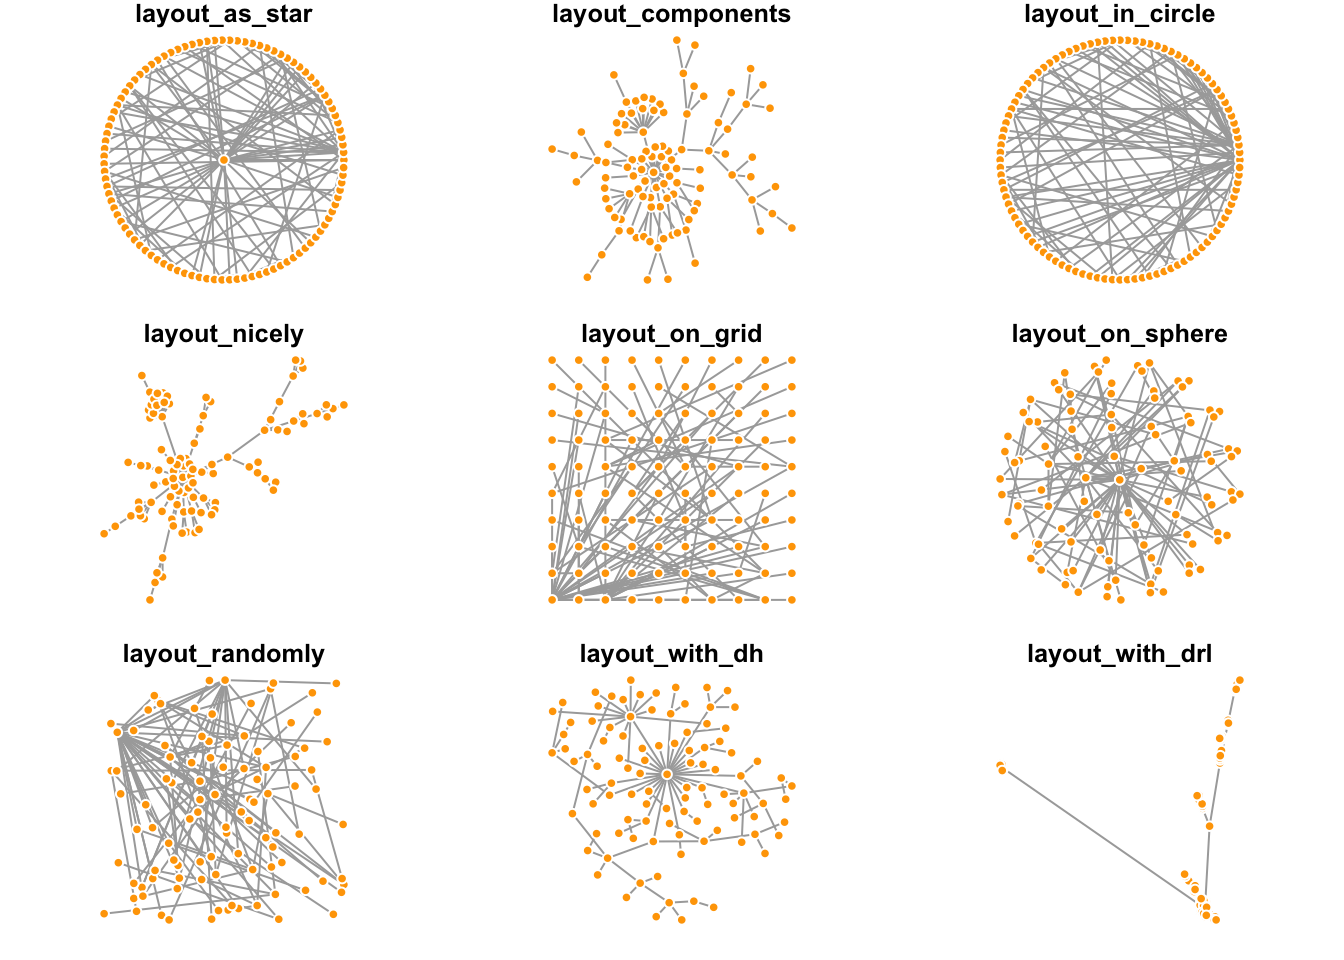 layout_as_star
layout_components
layout_in_circle
layout_nicely
layout_on_grid
layout_on_sphere
layout_randomly
layout_with_dh
layout_with_drl